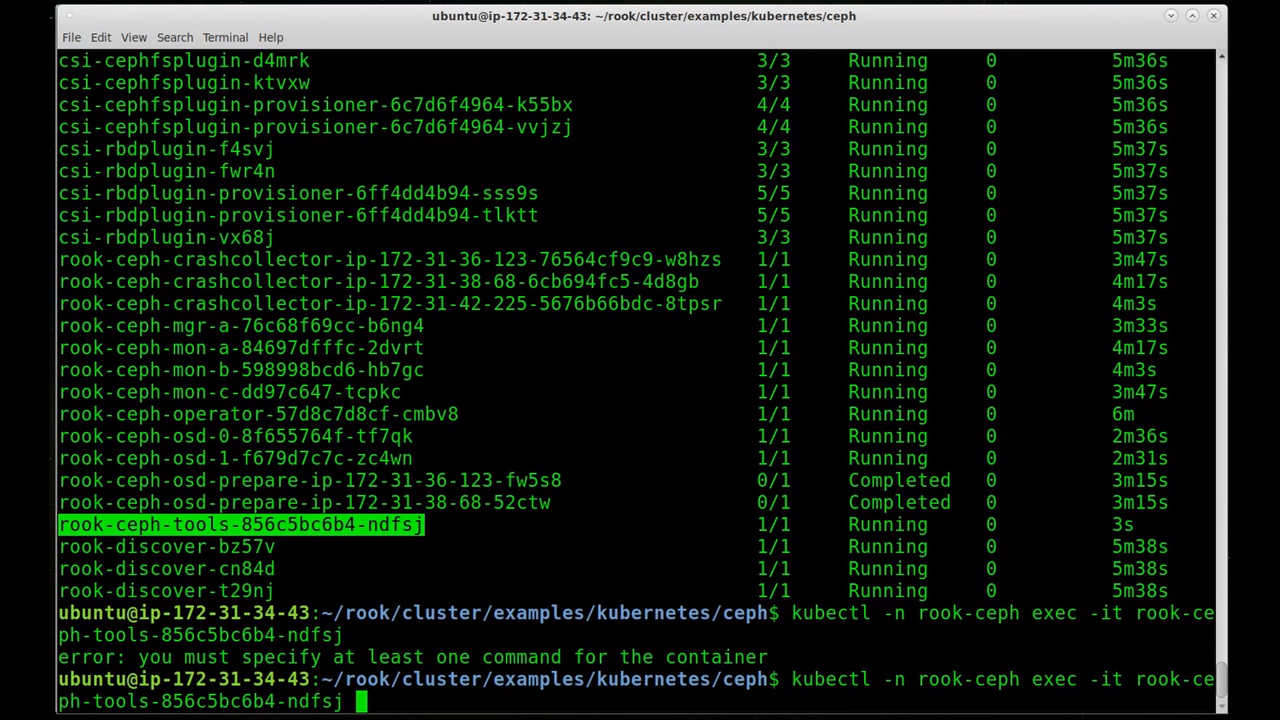 ubuntu@ip-172-31-34-43: ~/rook/cluster/examples/kubernetes/ceph
File Edit View Search Terminal Help
csi-cephfsplugin-d4mrk 3/3 Running 0 5m36s
csi-cephfsplugin-ktvxw 3/3 Running 0 5m36s
csi-cephfsplugin-provisioner-6c7d6f4964-k55bx 4/4 Running 0 5m36s
csi-cephfsplugin-provisioner-6c7d6f4964-vvjzj 4/4 Running 0 5m36s
csi-rbdplugin-f4svj 3/3 Running 0 5m37s
csi-rbdplugin-fwr4n 3/3 Running 0 5m37s
csi-rbdplugin-provisioner-6ff4dd4b94-sss9s 5/5 Running 0 5m37s
csi-rbdplugin-provisioner-6ff4dd4b94-tlktt 5/5 Running 0 5m37s
csi-rbdplugin-vx68j 3/3 Running 0 5m37s
rook-ceph-crashcollector-ip-172-31-36-123-76564cf9c9-w8hzs 1/1 Running 0 3m47s
rook-ceph-crashcollector-ip-172-31-38-68-6cb694fc5-4d8gb 1/1 Running 0 4m17s
rook-ceph-crashcollector-ip-172-31-42-225-5676b66bdc-8tpsr 1/1 Running 0 4m3s
rook-ceph-mgr-a-76c68f69cc-b6ng4 1/1 Running 0 3m33s
rook-ceph-mon-a-84697dfffc-2dvrt 1/1 Running 0 4m17s
rook-ceph-mon-b-598998bcd6-hb7gc 1/1 Running 0 4m3s
rook-ceph-mon-c-dd97c647-tcpkc 1/1 Running 0 3m47s
rook-ceph-operator-57d8c7d8cf-cmbv8 1/1 Running 0 6m
rook-ceph-osd-0-8f655764f-tf7qk 1/1 Running 0 2m36s
rook-ceph-osd-1-f679d7c7c-zc4wn 1/1 Running 0 2m31s
rook-ceph-osd-prepare-ip-172-31-36-123-fw5s8 0/1 Completed 0 3m15s
rook-ceph-osd-prepare-ip-172-31-38-68-52ctw 0/1 Completed 0 3m15s
rook-ceph-tools-856c5bc6b4-ndfsj 1/1 Running 0 3s
rook-discover-bz57v 1/1 Running 0 5m38s
rook-discover-cn84d 1/1 Running 0 5m38s
rook-discover-t29nj 1/1 Running 0 5m38s
ubuntu@ip-172-31-34-43:~/rook/cluster/examples/kubernetes/ceph$ kubectl -n rook-ceph exec -it rook-ce
ph-tools-856c5bc6b4-ndfsj
error: you must specify at least one command for the container
ubuntu@ip-172-31-34-43:~/rook/cluster/examples/kubernetes/ceph$ kubectl -n rook-ceph exec -it rook-ce
ph-tools-856c5bc6b4-ndfsj